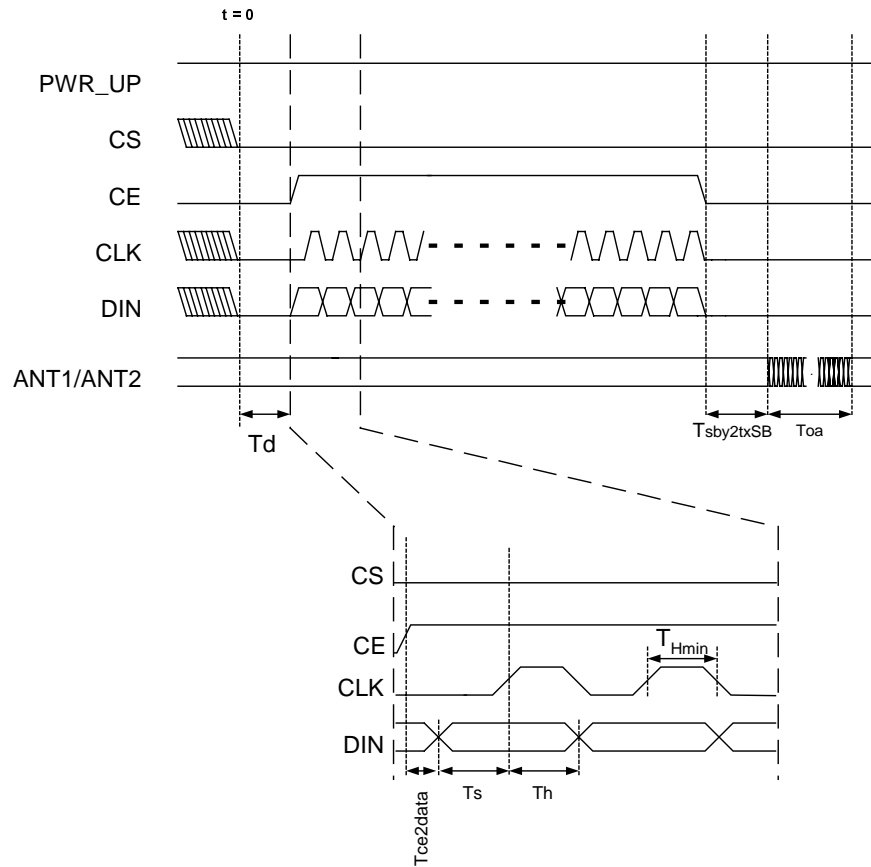 t = 0
PWR_UP
CS
CE
CLK
DIN
ANT1/ANT2
Td
Tsby2txSB
Toa
CS
CE
THmin
CLK
DIN
Tce2data
Ts
Th